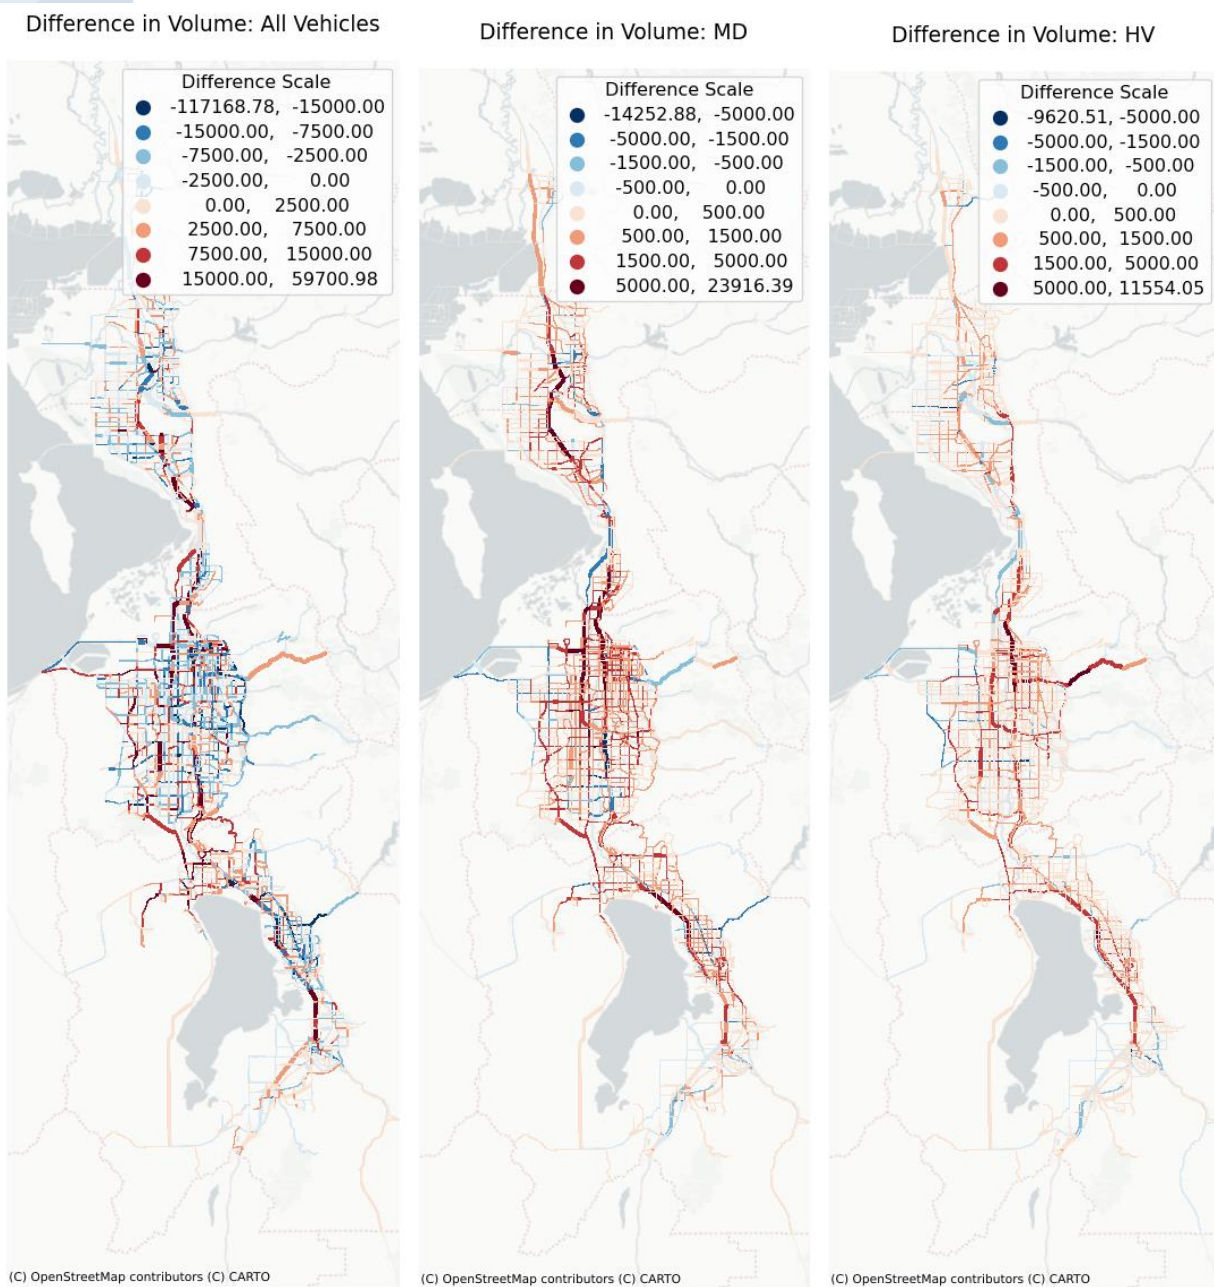 Difference in Volume: All Vehicles
Difference Scale
-117168.78, -15000.00
-15000.00, -7500.00
-7500.00, -2500.00
-2500.00, 0.00
0.00, 2500.00
2500.00, 7500.00
7500.00, 15000.00
15000.00, 59700.98
(C) OpenStreetMap contributors (C) CARTO
Difference in Volume: MD
Difference Scale
-14252.88, -5000.00
-5000.00, -1500.00
-1500.00, -500.00
-500.00, 0.00
0.00, 500.00
500.00, 1500.00
1500.00, 5000.00
5000.00, 23916.39
(C) OpenStreetMap contributors (C) CARTO
Difference in Volume: HV
Difference Scale
-9620.51, -5000.00
-5000.00, -1500.00
-1500.00, -500.00
-500.00, 0.00
0.00, 500.00
500.00, 1500.00
1500.00, 5000.00
5000.00, 11554.05
(C) OpenStreetMap contributors (C) CARTO